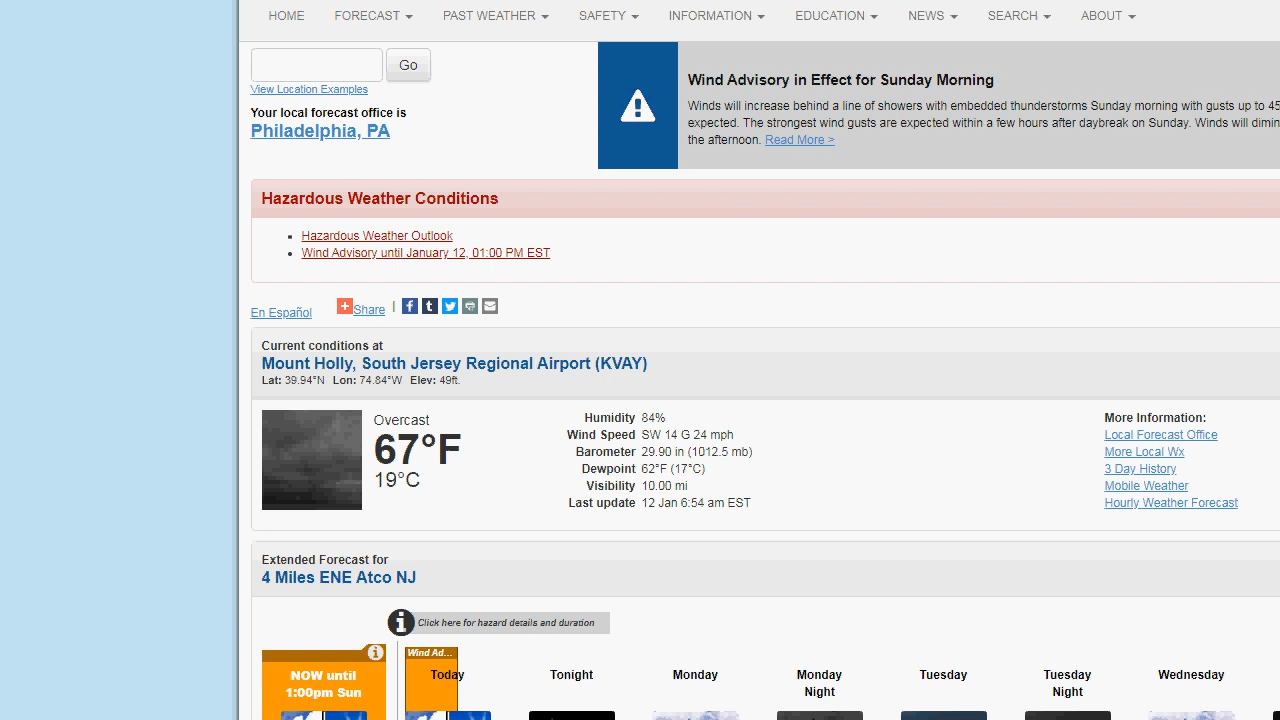 HOME FORECAST PAST WEATHER SAFETY INFORMATION EDUCATION NEWS SEARCH ABOUT
Go
View Location Examples
Your local forecast office is
Philadelphia, PA
Wind Advisory in Effect for Sunday Morning
Winds will increase behind a line of showers with embedded thunderstorms Sunday morning with gusts up to 45
expected. The strongest wind gusts are expected within a few hours after daybreak on Sunday. Winds will dimin
the afternoon. Read More >
Hazardous Weather Conditions
Hazardous Weather Outlook
Wind Advisory until January 12, 01:00 PM EST
En Español Share |
Current conditions at
Mount Holly, South Jersey Regional Airport (KVAY)
Lat: 39.94°N Lon: 74.84°W Elev: 49ft.
Overcast
67°F
19°C
Humidity 84%
Wind Speed SW 14 G 24 mph
Barometer 29.90 in (1012.5 mb)
Dewpoint 62°F (17°C)
Visibility 10.00 mi
Last update 12 Jan 6:54 am EST
More Information:
Local Forecast Office
More Local Wx
3 Day History
Mobile Weather
Hourly Weather Forecast
Extended Forecast for
4 Miles ENE Atco NJ
Click here for hazard details and duration
NOW until
1:00pm Sun
Wind Ad...
Today
Tonight
Monday
Monday
Night
Tuesday
Tuesday
Night
Wednesday